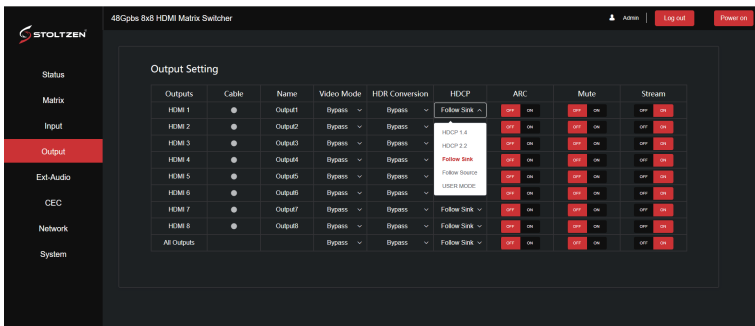 48Gpbs 8x8 HDMI Matrix Switcher Admin Log out Power on
STOLTZEN
Status
Matrix
Input
Output
Ext-Audio
CEC
Network
System
Output Setting
Outputs Cable Name Video Mode HDR Conversion HDCP ARC Mute Stream
HDMI 1 Output1 Bypass Bypass Follow Sink OFF ON OFF ON OFF ON
HDMI 2 Output2 Bypass Bypass OFF ON OFF ON OFF ON
HDMI 3 Output3 Bypass Bypass OFF ON OFF ON OFF ON
HDMI 4 Output4 Bypass Bypass OFF ON OFF ON OFF ON
HDMI 5 Output5 Bypass Bypass OFF ON OFF ON OFF ON
HDMI 6 Output6 Bypass Bypass OFF ON OFF ON OFF ON
HDCP 1.4
HDCP 2.2
Follow Sink
Follow Source
USER MODE
HDMI 7 Output7 Bypass Bypass Follow Sink OFF ON OFF ON OFF ON
HDMI 8 Output8 Bypass Bypass Follow Sink OFF ON OFF ON OFF ON
All Outputs Bypass Bypass Follow Sink OFF ON OFF ON OFF ON